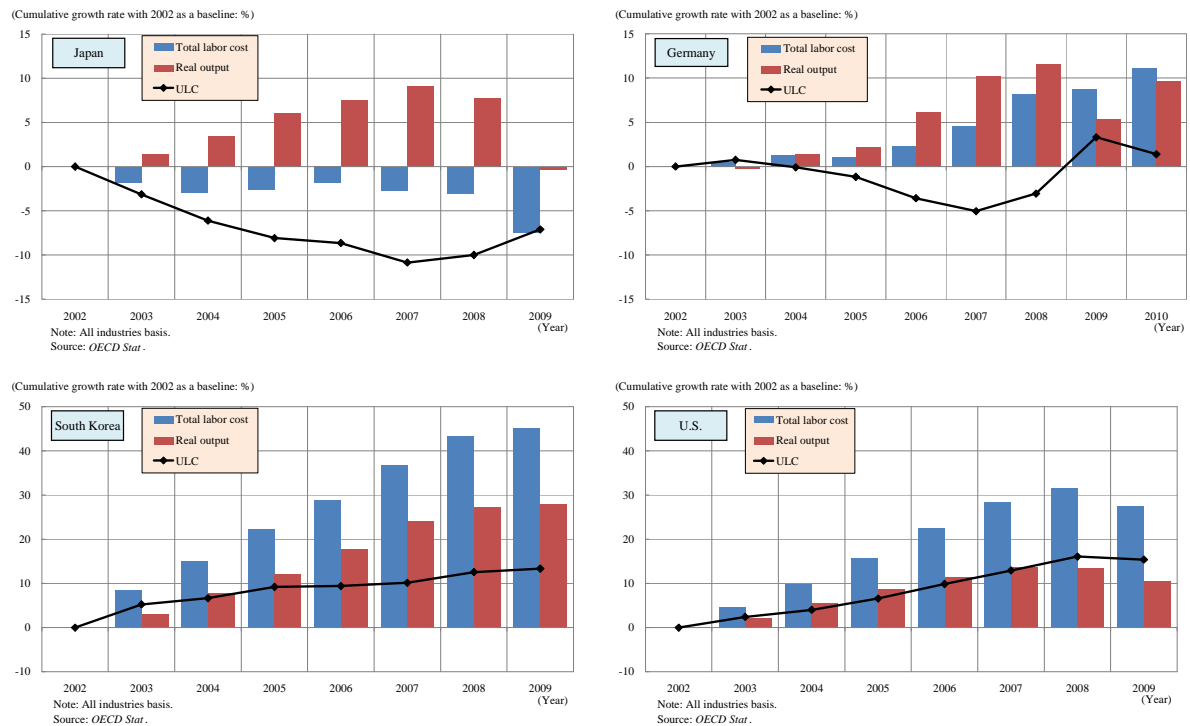 (Cumulative growth rate with 2002 as a baseline: %)
15
10
5
0
-5
-10
-15
Japan
Total labor cost
Real output
ULC
2002 2003 2004 2005 2006 2007 2008 2009
(Year)
Note: All industries basis.
Source: OECD Stat.
(Cumulative growth rate with 2002 as a baseline: %)
15
10
5
0
-5
-10
-15
Germany
Total labor cost
Real output
ULC
2002 2003 2004 2005 2006 2007 2008 2009 2010
(Year)
Note: All industries basis.
Source: OECD Stat.
(Cumulative growth rate with 2002 as a baseline: %)
50
40
30
20
10
0
-10
South Korea
Total labor cost
Real output
ULC
2002 2003 2004 2005 2006 2007 2008 2009
(Year)
Note: All industries basis.
Source: OECD Stat.
(Cumulative growth rate with 2002 as a baseline: %)
50
40
30
20
10
0
-10
U.S.
Total labor cost
Real output
ULC
2002 2003 2004 2005 2006 2007 2008 2009
(Year)
Note: All industries basis.
Source: OECD Stat.